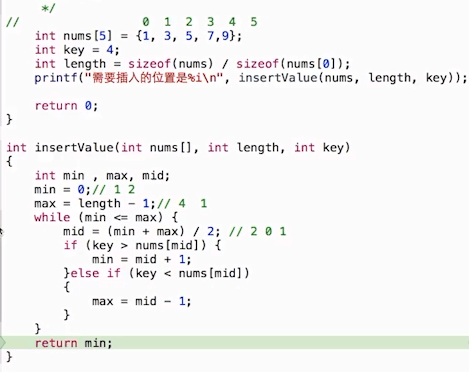 */
// 0 1 2 3 4 5
int nums[5] = {1, 3, 5, 7,9};
int key = 4;
int length = sizeof(nums) / sizeof(nums[0]);
printf("需要插入的位置是%i\n", insertValue(nums, length, key));
return 0;
}
int insertValue(int nums[], int length, int key)
{
int min , max, mid;
min = 0;// 1 2
max = length - 1;// 4 1
while (min <= max) {
mid = (min + max) / 2; // 2 0 1
if (key > nums[mid]) {
min = mid + 1;
}else if (key < nums[mid])
{
max = mid - 1;
}
}
return min;
}